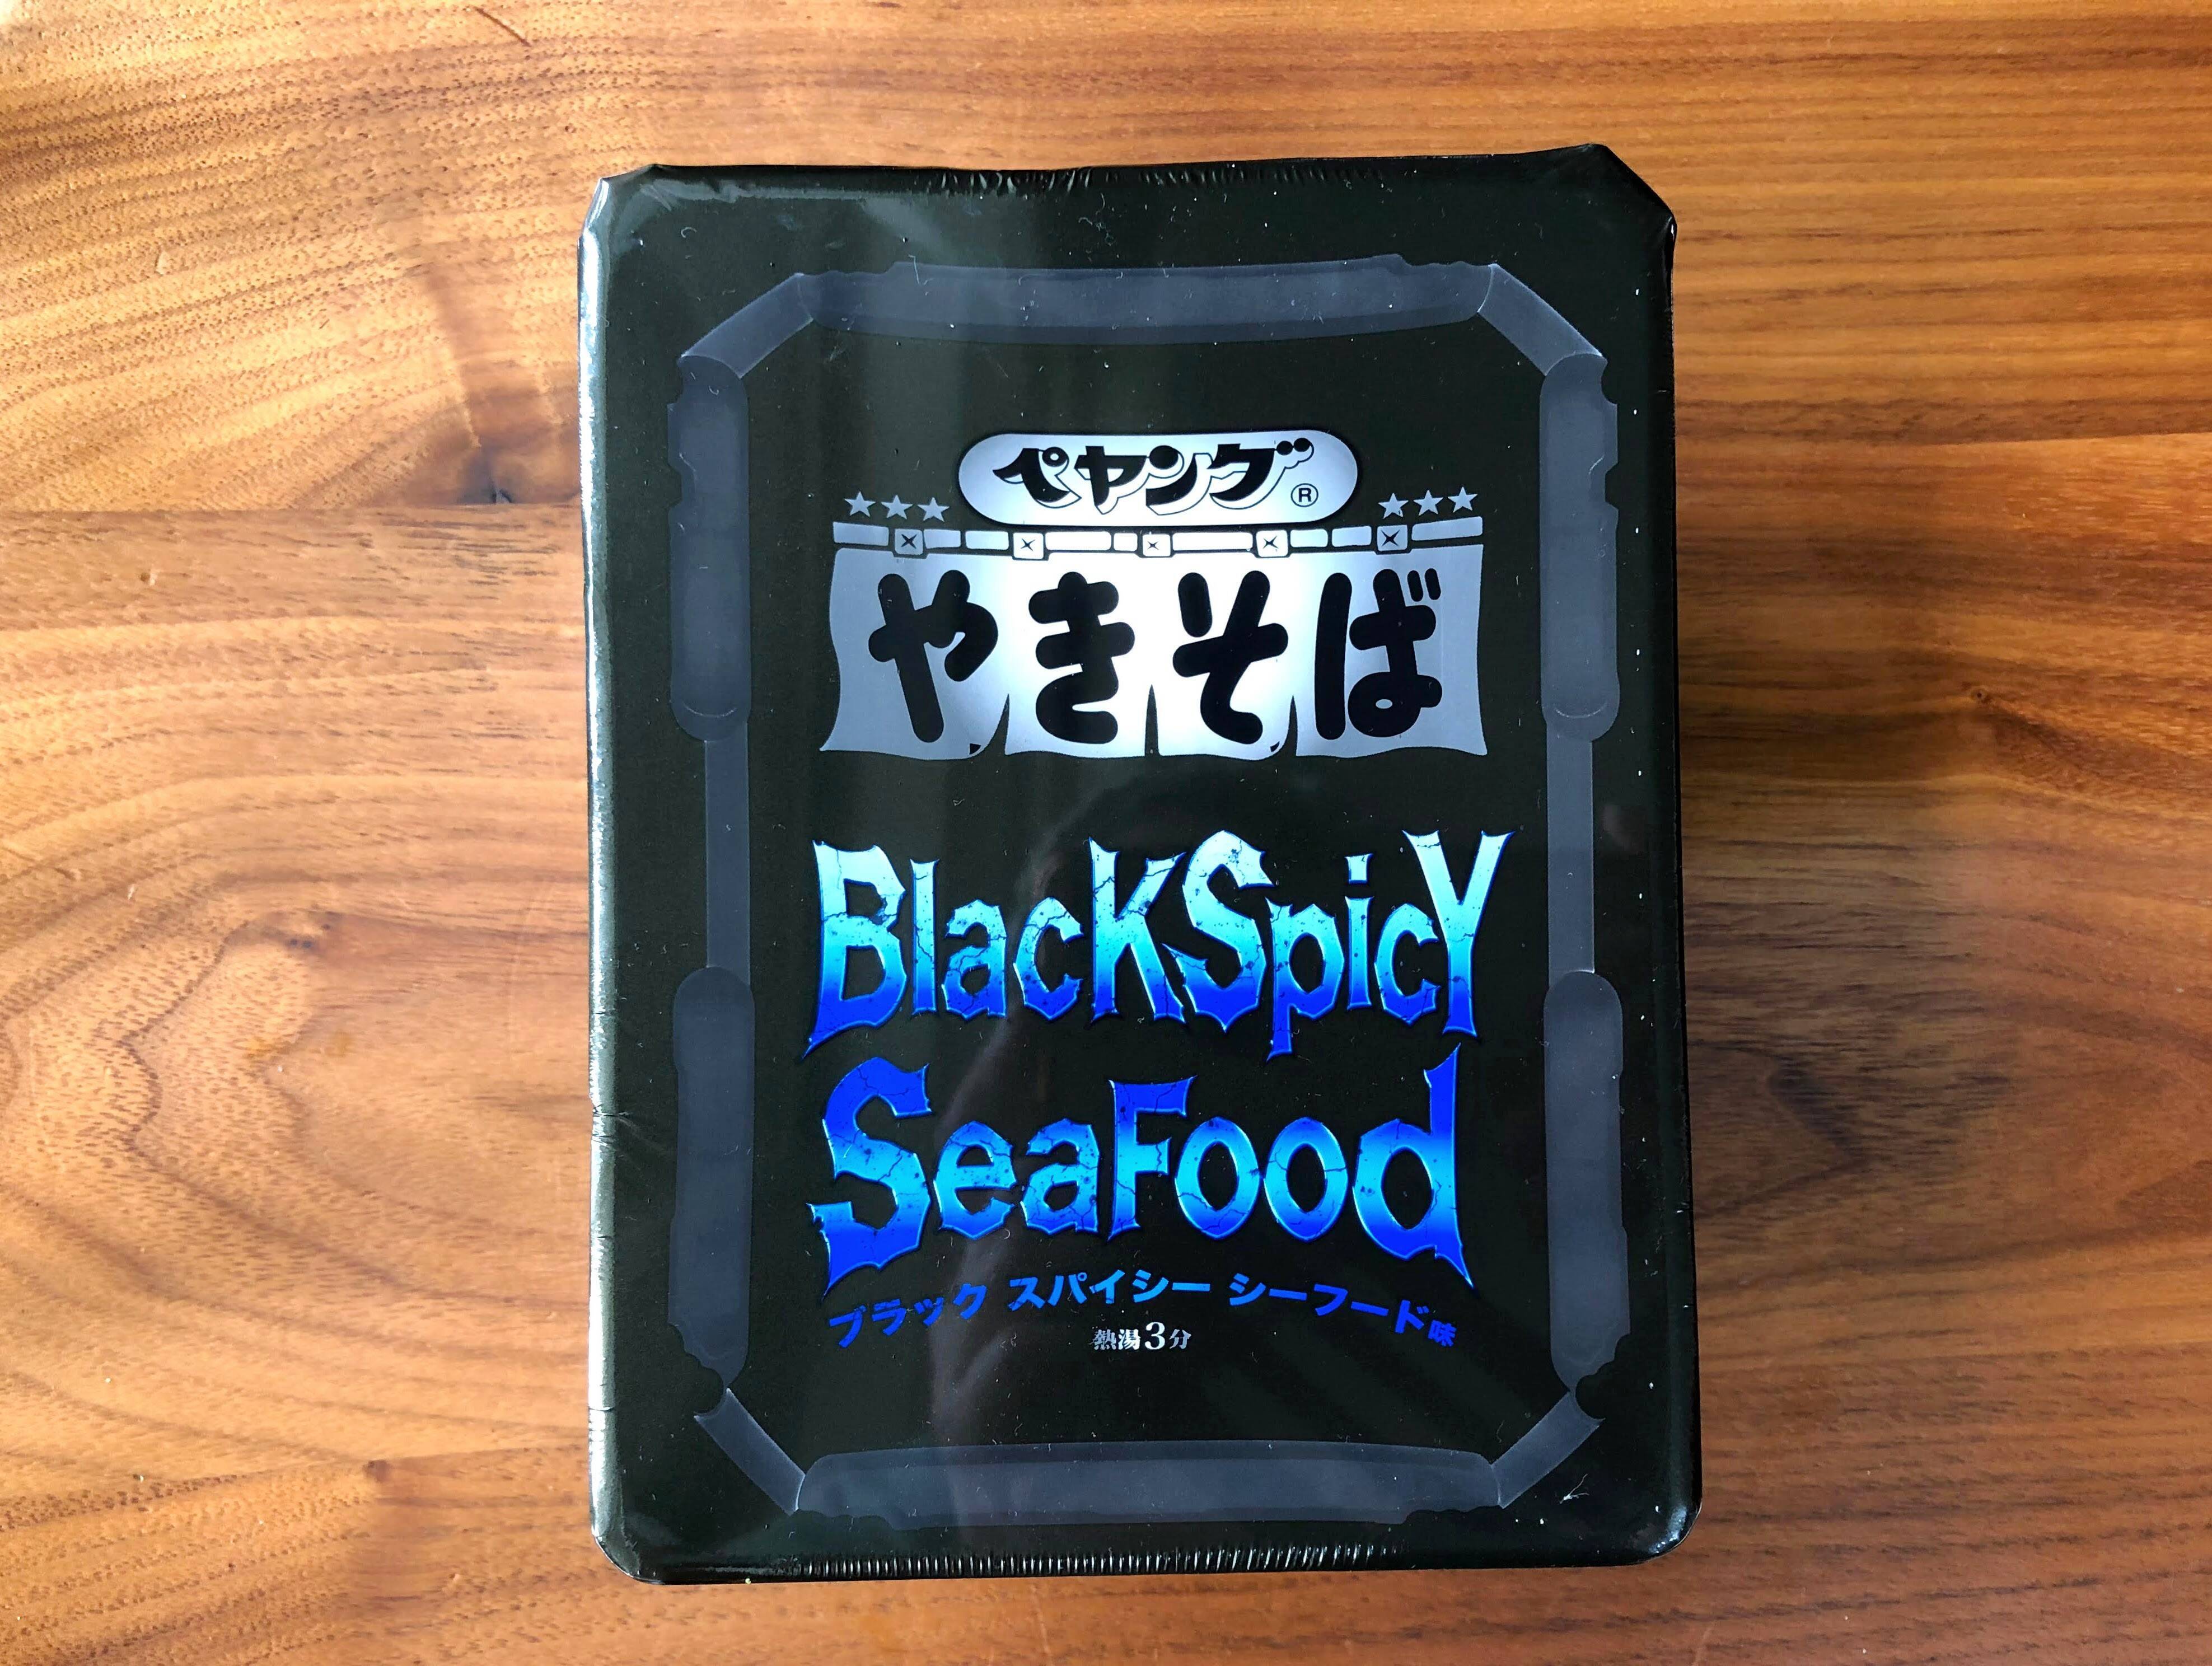 ペヤング®
★★★ ★★★
やきそば
BlacKSpicY
SeaFood
ブラック スパイシー シーフード味
熱湯3分